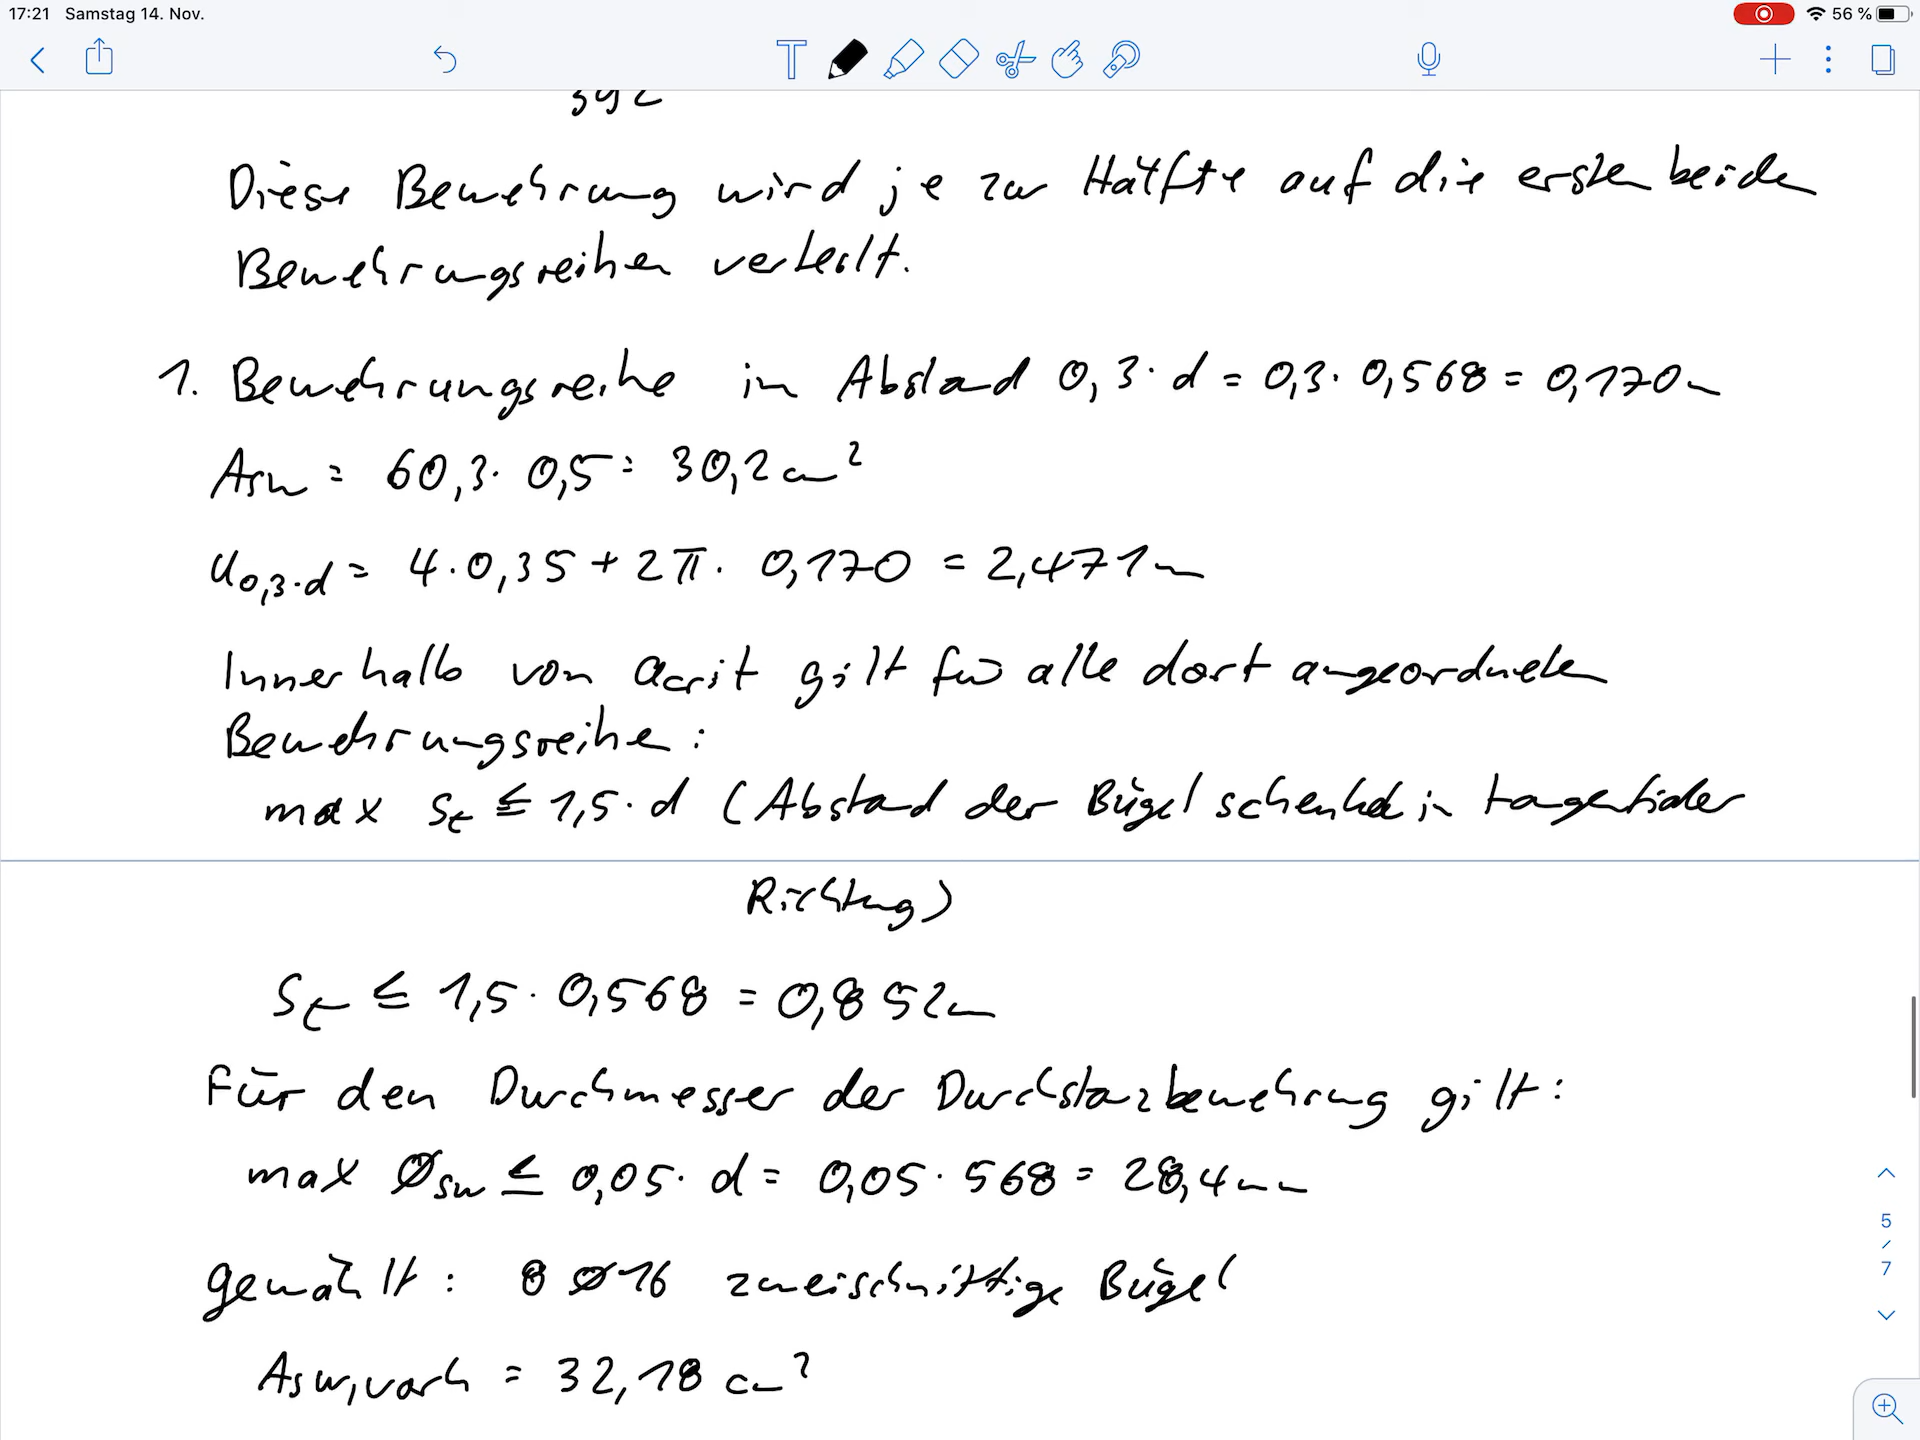 17:21 Samstag 14. Nov. 56 %
Diese Bewehrung wird je zur Hälfte auf die ersten beiden
Bewehrungsreihen verteilt.
1. Bewehrungsreihe im Abstand 0,3 · d = 0,3 · 0,568 = 0,170 m
Asw = 60,3 · 0,5 = 30,2 cm²
u0,3·d = 4 · 0,35 + 2π · 0,170 = 2,471 m
Innerhalb von acrit gilt für alle dort angeordneten
Bewehrungsreihen:
max st ≤ 1,5 · d (Abstand der Bügelschenkel in tangentialer
Richtung)
st ≤ 1,5 · 0,568 = 0,852 m
Für den Durchmesser der Durchstanzbewehrung gilt:
max Øsw ≤ 0,05 · d = 0,05 · 568 = 28,4 mm
5
/
7
gewählt: 8 Ø16 zweischnittige Bügel
Asw,vorh = 32,18 cm²